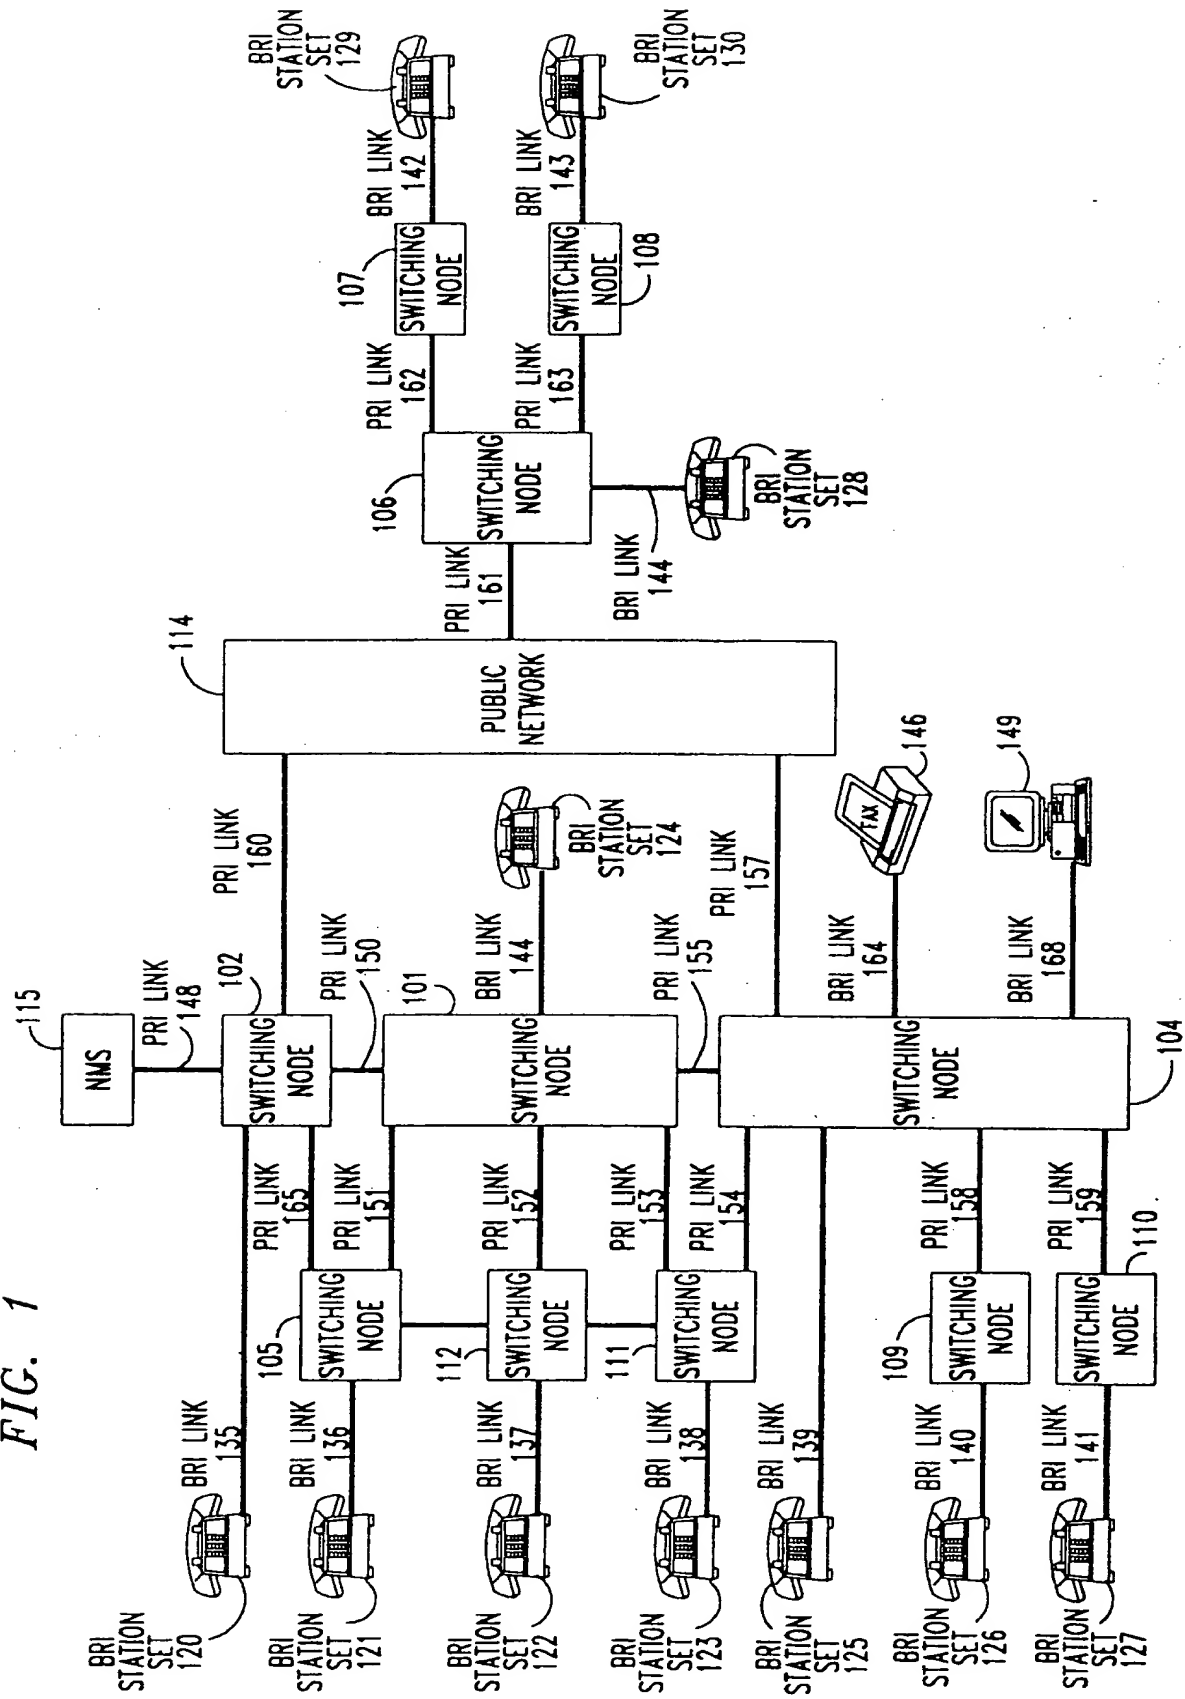 FIG. 1
115
NMS
PRI LINK
148
102
SWITCHING
NODE
PRI LINK
160
PRI LINK
150
101
SWITCHING
NODE
BRI LINK
144
BRI
STATION
SET
124
PRI LINK
155
SWITCHING
NODE
104
PRI LINK
157
BRI LINK
164
FAX
146
BRI LINK
168
149
114
PUBLIC
NETWORK
PRI LINK
161
106
SWITCHING
NODE
BRI LINK
144
BRI
STATION
SET
128
PRI LINK
162
107
SWITCHING
NODE
BRI LINK
142
BRI
STATION
SET
129
PRI LINK
163
SWITCHING
NODE
108
BRI LINK
143
BRI
STATION
SET
130
BRI
STATION
SET
120
BRI LINK
135
PRI LINK
165
PRI LINK
151
105
SWITCHING
NODE
BRI LINK
136
BRI
STATION
SET
121
PRI LINK
152
112
SWITCHING
NODE
BRI LINK
137
BRI
STATION
SET
122
PRI LINK
153
PRI LINK
154
111
SWITCHING
NODE
BRI LINK
138
BRI
STATION
SET
123
BRI LINK
139
BRI
STATION
SET
125
PRI LINK
158
109
SWITCHING
NODE
BRI LINK
140
BRI
STATION
SET
126
PRI LINK
159
110
SWITCHING
NODE
BRI LINK
141
BRI
STATION
SET
127